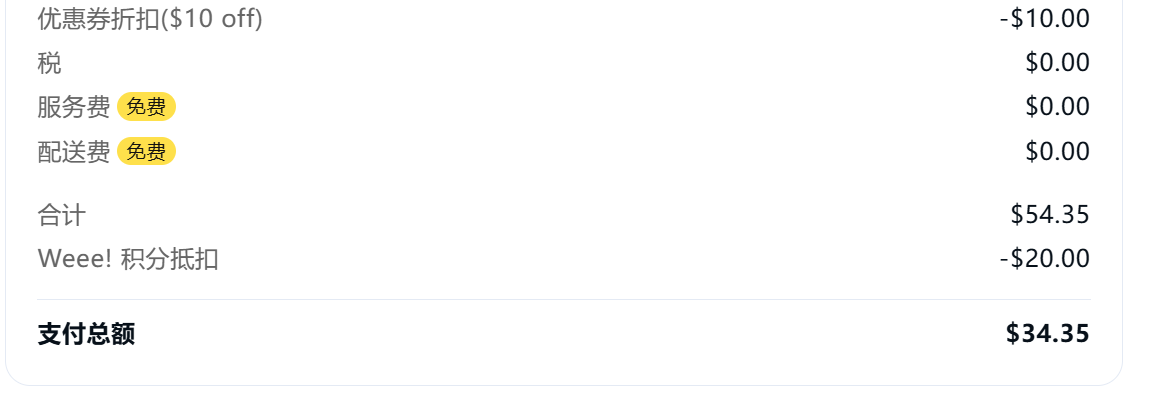 优惠券折扣($10 off) -$10.00
税 $0.00
服务费 免费 $0.00
配送费 免费 $0.00
合计 $54.35
Weee! 积分抵扣 -$20.00
支付总额 $34.35